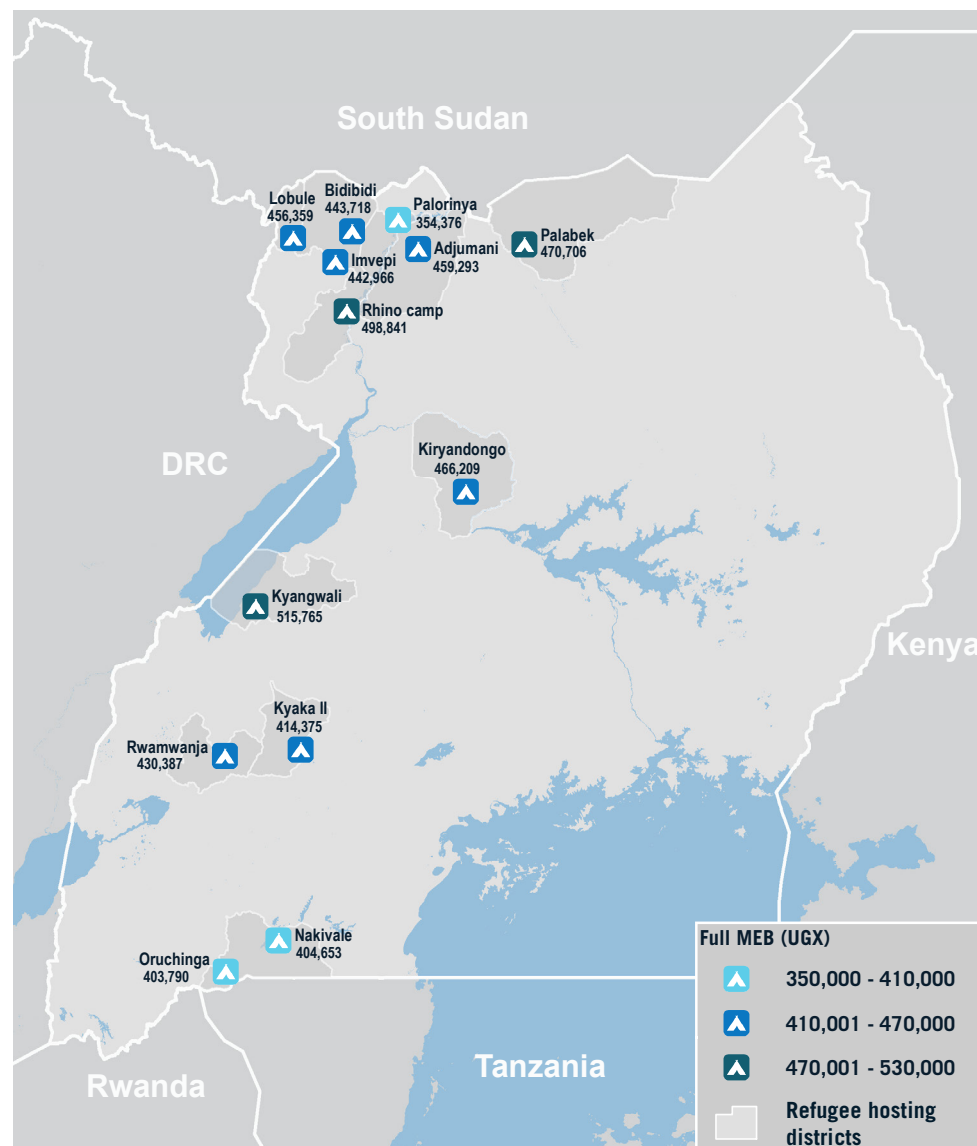 South Sudan
Bidibidi
443,718
Lobule
456,359
Palorinya
354,376
Palabek
470,706
Adjumani
459,293
Imvepi
442,966
Rhino camp
498,841
DRC
Kiryandongo
466,209
Kyangwali
515,765
Kenya
Kyaka II
414,375
Rwamwanja
430,387
Nakivale
404,653
Oruchinga
403,790
Rwanda
Tanzania
Full MEB (UGX)
350,000 - 410,000
410,001 - 470,000
470,001 - 530,000
Refugee hosting
districts